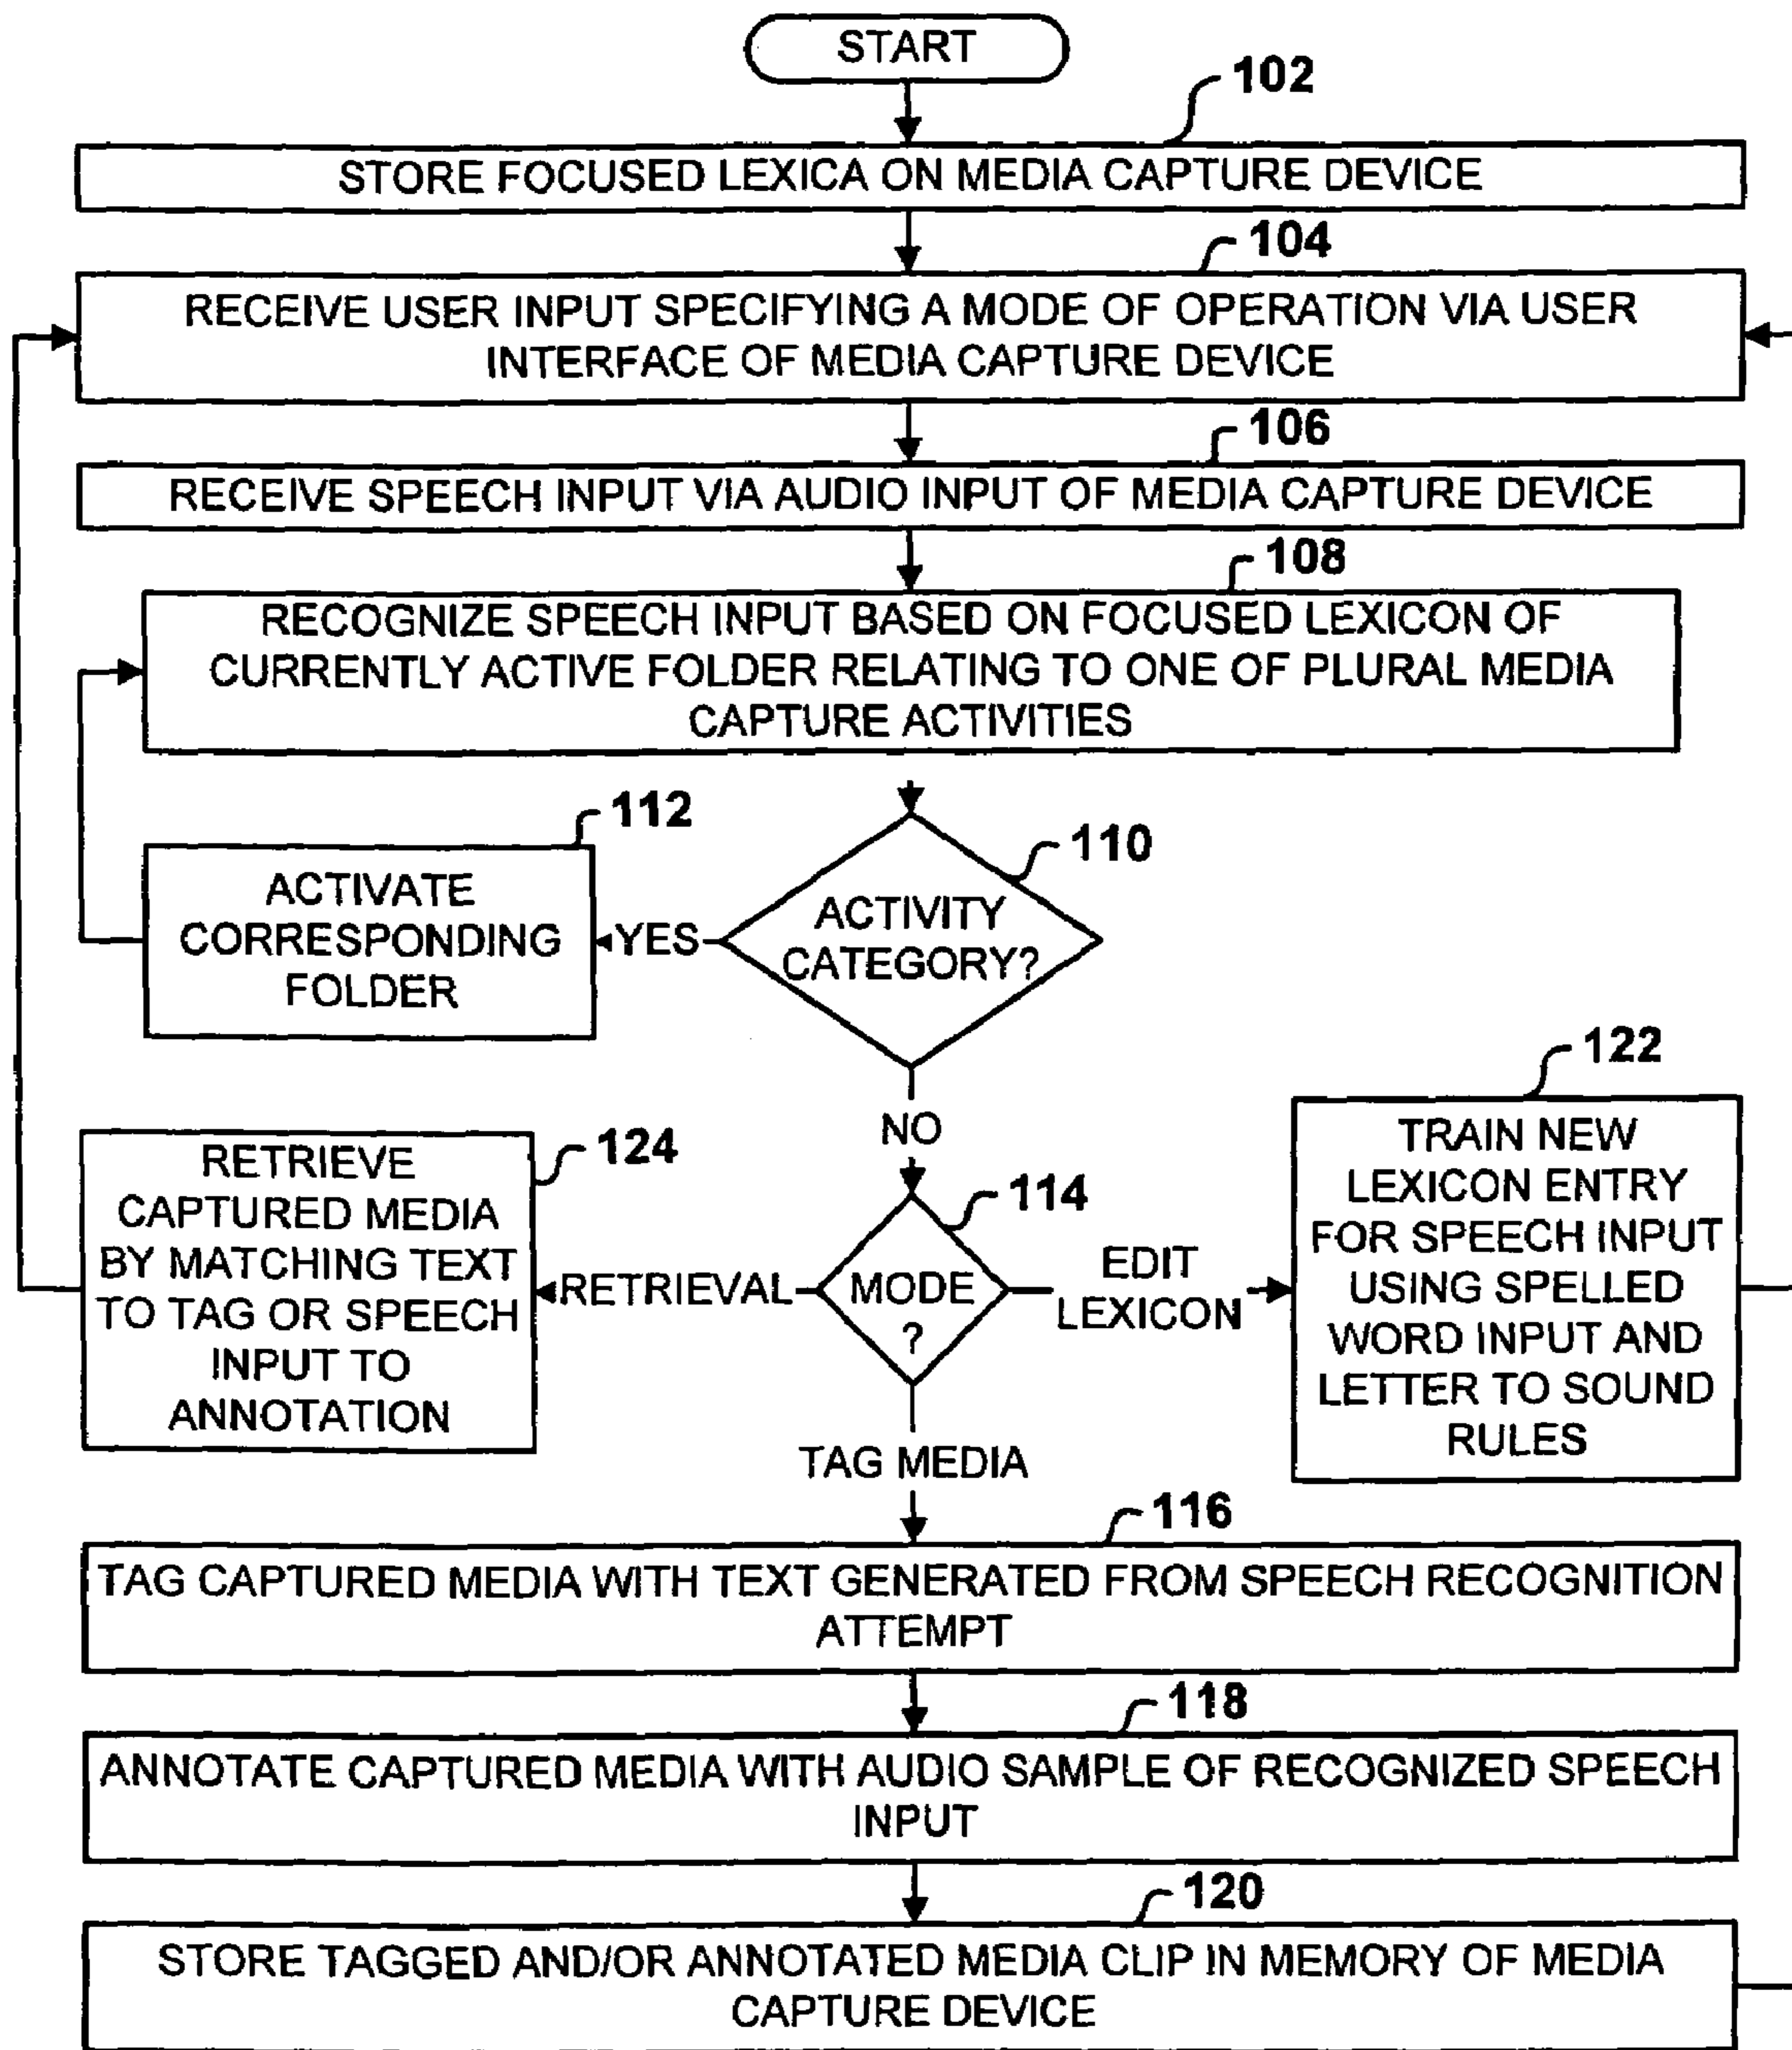 START
102
STORE FOCUSED LEXICA ON MEDIA CAPTURE DEVICE
104
RECEIVE USER INPUT SPECIFYING A MODE OF OPERATION VIA USER
INTERFACE OF MEDIA CAPTURE DEVICE
106
RECEIVE SPEECH INPUT VIA AUDIO INPUT OF MEDIA CAPTURE DEVICE
108
RECOGNIZE SPEECH INPUT BASED ON FOCUSED LEXICON OF
CURRENTLY ACTIVE FOLDER RELATING TO ONE OF PLURAL MEDIA
CAPTURE ACTIVITIES
110
ACTIVITY
CATEGORY?
YES
112
ACTIVATE
CORRESPONDING
FOLDER
NO
114
MODE
?
RETRIEVAL
124
RETRIEVE
CAPTURED MEDIA
BY MATCHING TEXT
TO TAG OR SPEECH
INPUT TO
ANNOTATION
EDIT
LEXICON
122
TRAIN NEW
LEXICON ENTRY
FOR SPEECH INPUT
USING SPELLED
WORD INPUT AND
LETTER TO SOUND
RULES
TAG MEDIA
116
TAG CAPTURED MEDIA WITH TEXT GENERATED FROM SPEECH RECOGNITION
ATTEMPT
118
ANNOTATE CAPTURED MEDIA WITH AUDIO SAMPLE OF RECOGNIZED SPEECH
INPUT
120
STORE TAGGED AND/OR ANNOTATED MEDIA CLIP IN MEMORY OF MEDIA
CAPTURE DEVICE